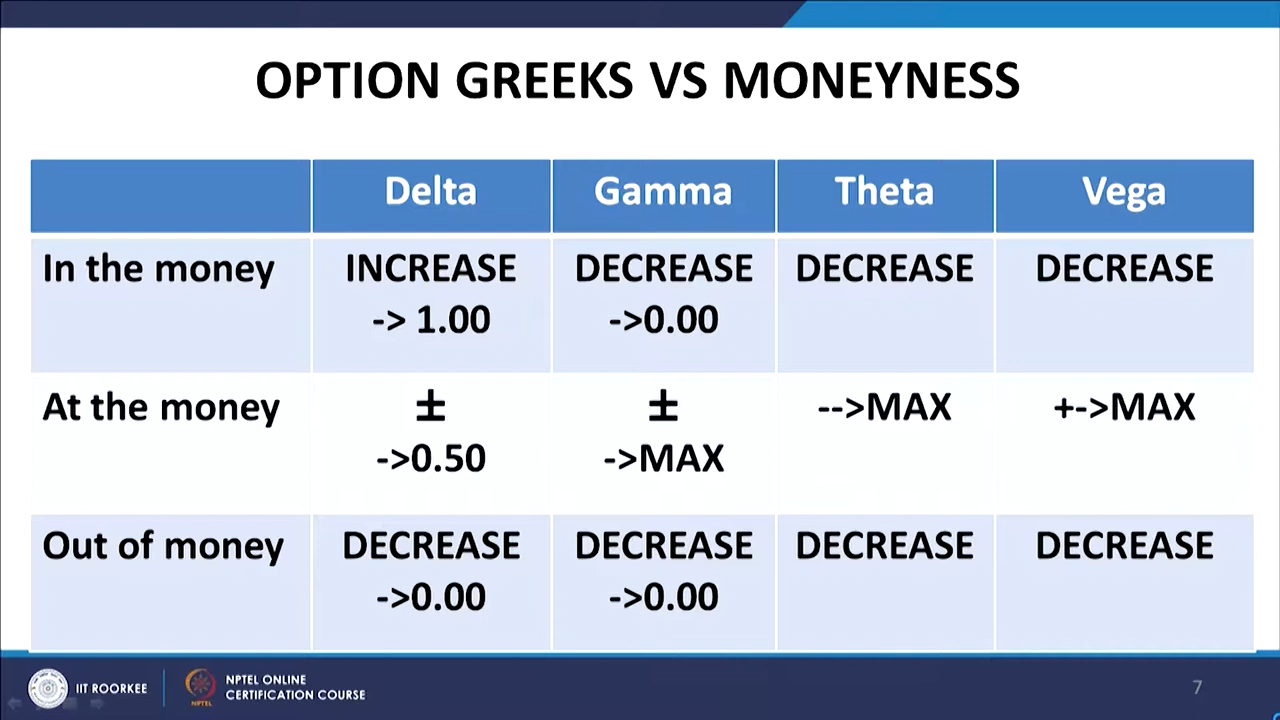 OPTION GREEKS VS MONEYNESS
Delta Gamma Theta Vega
In the money INCREASE DECREASE DECREASE DECREASE
-> 1.00 ->0.00
At the money ± ± -->MAX +->MAX
->0.50 ->MAX
Out of money DECREASE DECREASE DECREASE DECREASE
->0.00 ->0.00
IIT ROORKEE
NPTEL
NPTEL ONLINE
CERTIFICATION COURSE
7